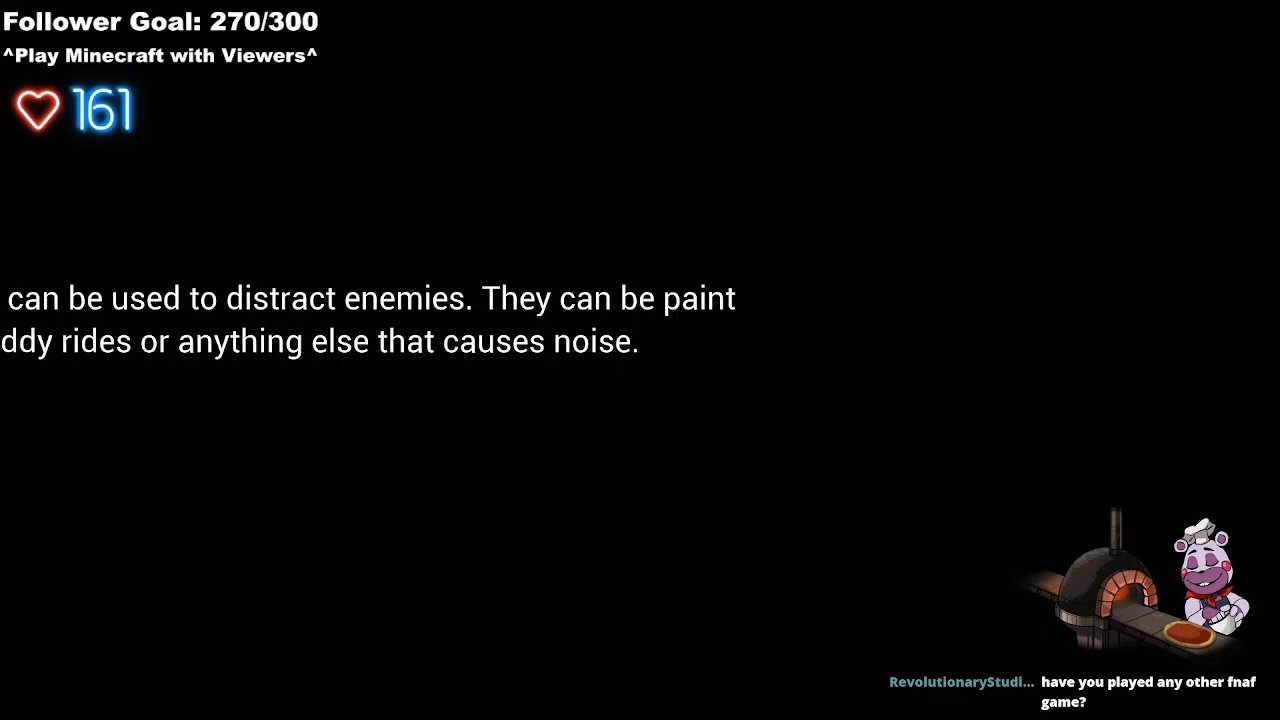 Follower Goal: 270/300
^Play Minecraft with Viewers^
161
can be used to distract enemies. They can be paint
ddy rides or anything else that causes noise.
RevolutionaryStudi... have you played any other fnaf
game?